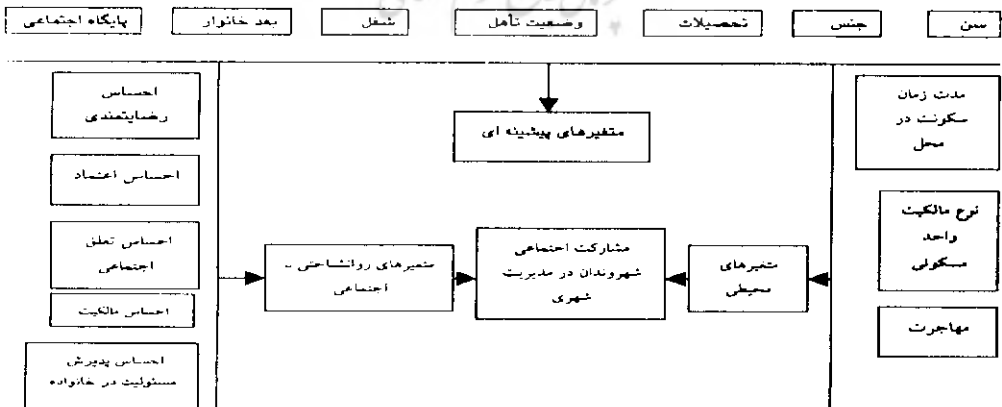 سن
جنس
تحصیلات
وضعیت تأهل
شغل
بعد خانوار
پایگاه اجتماعی
مدت زمان
سکونت در
محل
نوع مالکیت
واحد
مسکونی
مهاجرت
متغیرهای پیشینه ای
متغیرهای
محیطی
مشارکت اجتماعی
شهروندان در مدیریت
شهری
متغیرهای روانشناختی -
اجتماعی
احساس
رضایتمندی
احساس اعتماد
احساس تعلق
اجتماعی
احساس مالکیت
احساس پذیرش
مسئولیت در خانواده